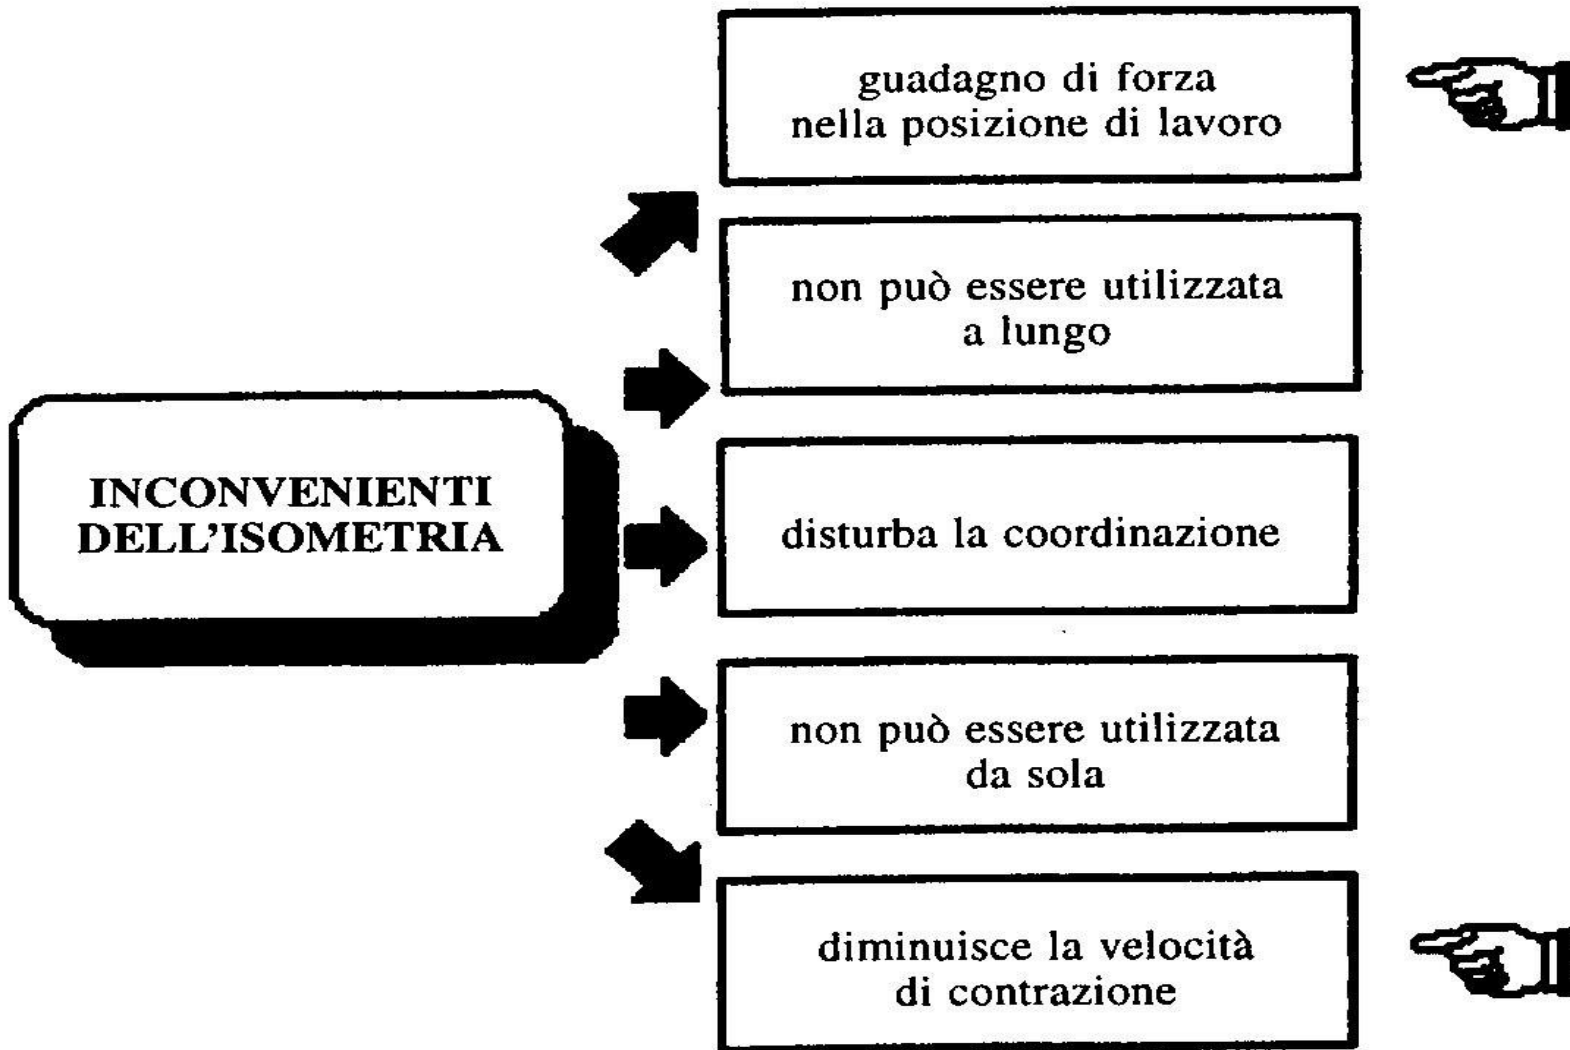 guadagno di forza
nella posizione di lavoro
non può essere utilizzata
a lungo
INCONVENIENTI
DELL'ISOMETRIA
disturba la coordinazione
non può essere utilizzata
da sola
diminuisce la velocità
di contrazione